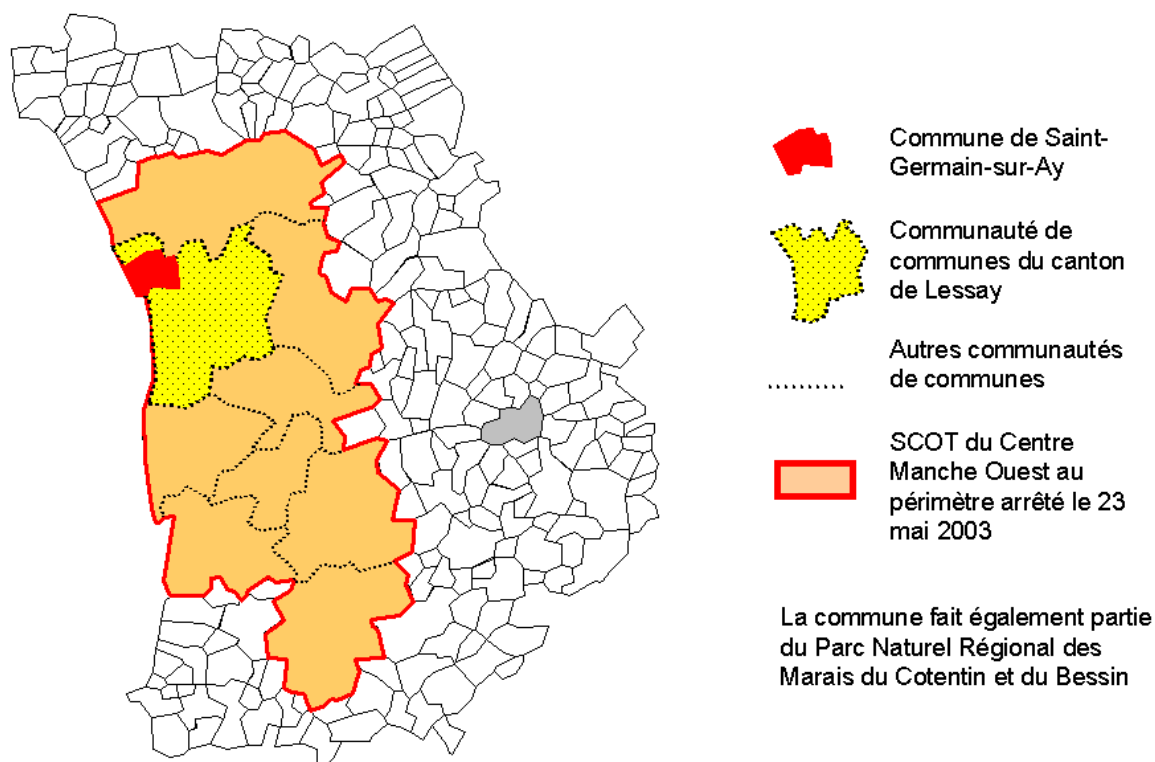 Commune de Saint-
Germain-sur-Ay
Communauté de
communes du canton
de Lessay
Autres communautés
de communes
SCOT du Centre
Manche Ouest au
périmètre arrêté le 23
mai 2003
La commune fait également partie
du Parc Naturel Régional des
Marais du Cotentin et du Bessin